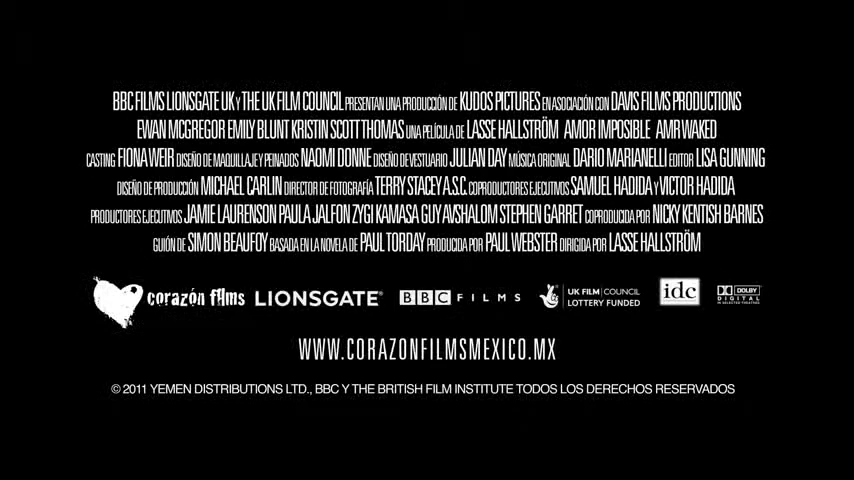 BBC FILMS LIONSGATE UK Y THE UK FILM COUNCIL PRESENTAN UNA PRODUCCIÓN DE KUDOS PICTURES EN ASOCIACIÓN CON DAVIS FILMS PRODUCTIONS
EWAN MCGREGOR EMILY BLUNT KRISTIN SCOTT THOMAS UNA PELÍCULA DE LASSE HALLSTRÖM AMOR IMPOSIBLE AMR WAKED
CASTING FIONA WEIR DISEÑO DE MAQUILLAJE Y PEINADOS NAOMI DONNE DISEÑO DE VESTUARIO JULIAN DAY MÚSICA ORIGINAL DARIO MARIANELLI EDITOR LISA GUNNING
DISEÑO DE PRODUCCIÓN MICHAEL CARLIN DIRECTOR DE FOTOGRAFÍA TERRY STACEY A.S.C. COPRODUCTORES EJECUTIVOS SAMUEL HADIDA Y VICTOR HADIDA
PRODUCTORES EJECUTIVOS JAMIE LAURENSON PAULA JALFON ZYGI KAMASA GUY AVSHALOM STEPHEN GARRET COPRODUCIDA POR NICKY KENTISH BARNES
GUIÓN DE SIMON BEAUFOY BASADA EN LA NOVELA DE PAUL TORDAY PRODUCIDA POR PAUL WEBSTER DIRIGIDA POR LASSE HALLSTRÖM
corazón films LIONSGATE® BBC FILMS UK FILM COUNCIL LOTTERY FUNDED idc DOLBY DIGITAL IN SELECTED THEATRES
WWW.CORAZONFILMSMEXICO.MX
© 2011 YEMEN DISTRIBUTIONS LTD., BBC Y THE BRITISH FILM INSTITUTE TODOS LOS DERECHOS RESERVADOS